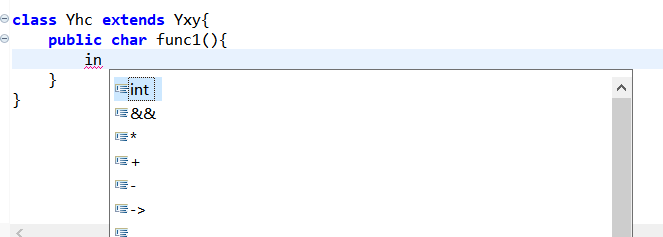 class Yhc extends Yxy{
public char func1(){
in
int
}
&&
}
*
+
-
->